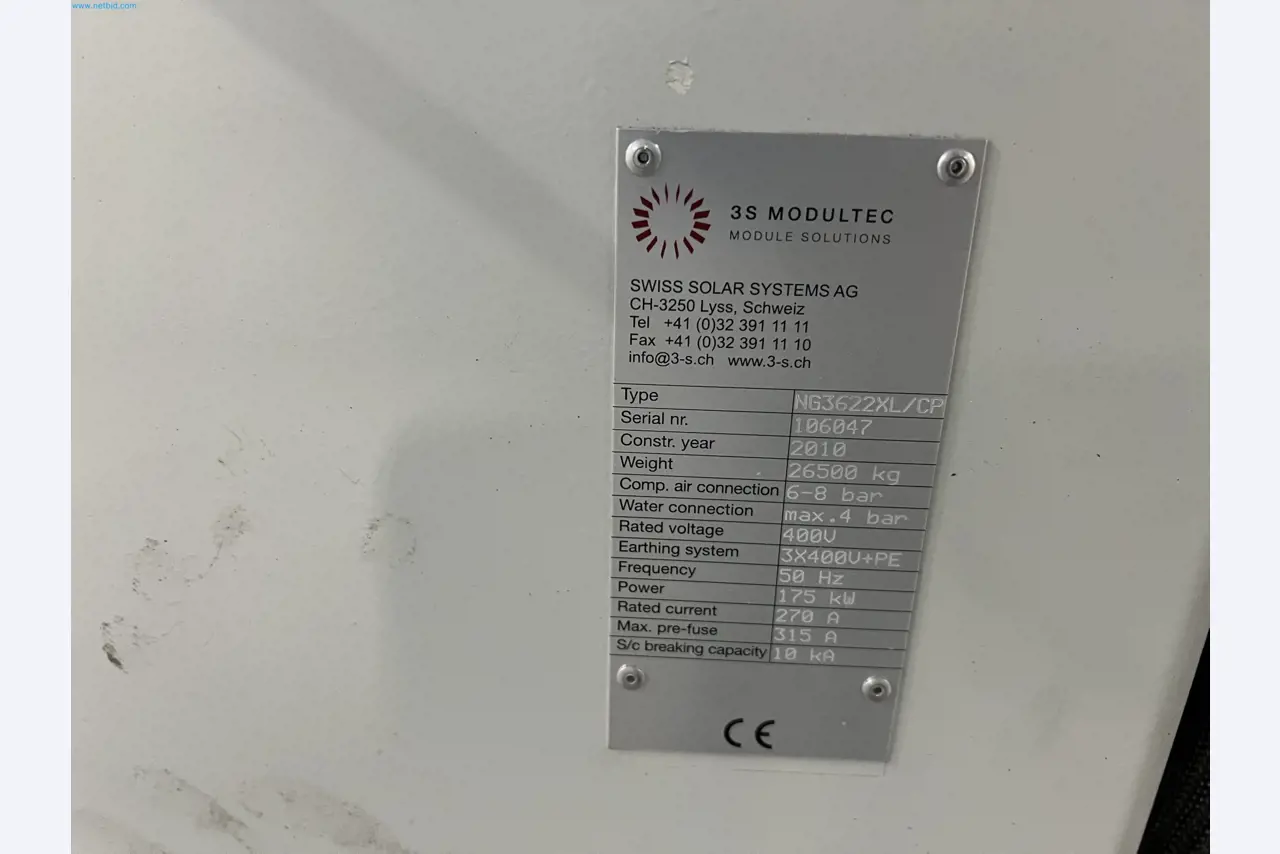 www.netbid.com
3S MODULTEC
MODULE SOLUTIONS
SWISS SOLAR SYSTEMS AG
CH-3250 Lyss, Schweiz
Tel +41 (0)32 391 11 11
Fax +41 (0)32 391 11 10
info@3-s.ch www.3-s.ch
Type NG3622XL/CP
Serial nr. 106047
Constr. year 2010
Weight 26500 kg
Comp. air connection 6-8 bar
Water connection max.4 bar
Rated voltage 400V
Earthing system 3X400V+PE
Frequency 50 Hz
Power 175 kW
Rated current 270 A
Max. pre-fuse 315 A
S/c breaking capacity 10 kA
CE